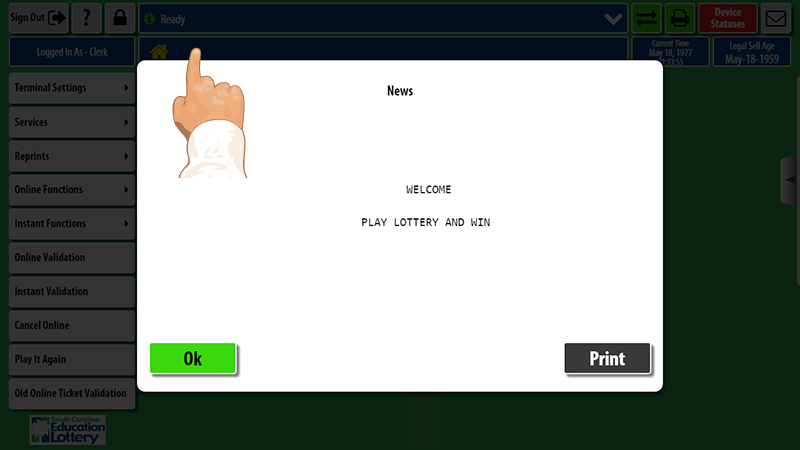 Sign Out
?
Ready
Device
Statuses
Logged In As - Clerk
Current Time
May 18, 1977
:13:55
Legal Sell Age
May-18-1959
Terminal Settings
Services
Reprints
Online Functions
Instant Functions
Online Validation
Instant Validation
Cancel Online
Play It Again
Old Online Ticket Validation
South Carolina
Education
Lottery
News
WELCOME
PLAY LOTTERY AND WIN
Ok
Print